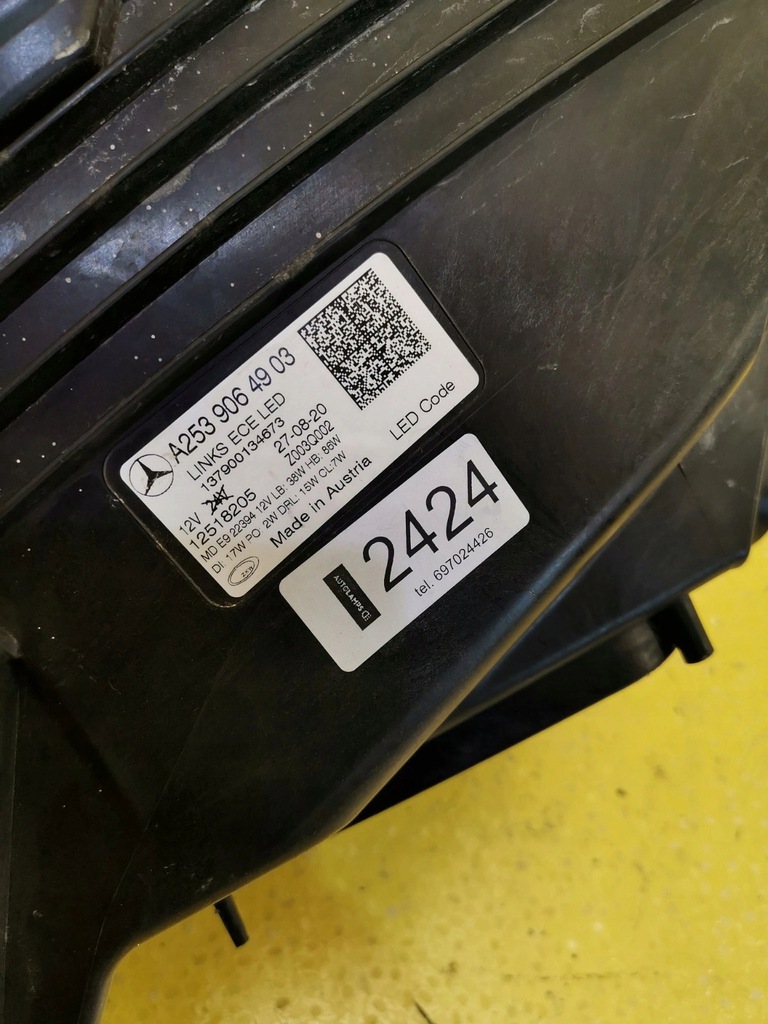 A253 906 49 03
LINKS ECE LED
137900134673
12V 27-08-20
12518205 Z003Q002
MD E9 22394 12V LB: 38W HB: 86W
DI: 17W PO: 2W DRL: 15W CL:7W
Made in Austria
LED Code
2424
AUTOLAMPS
tel. 697024426